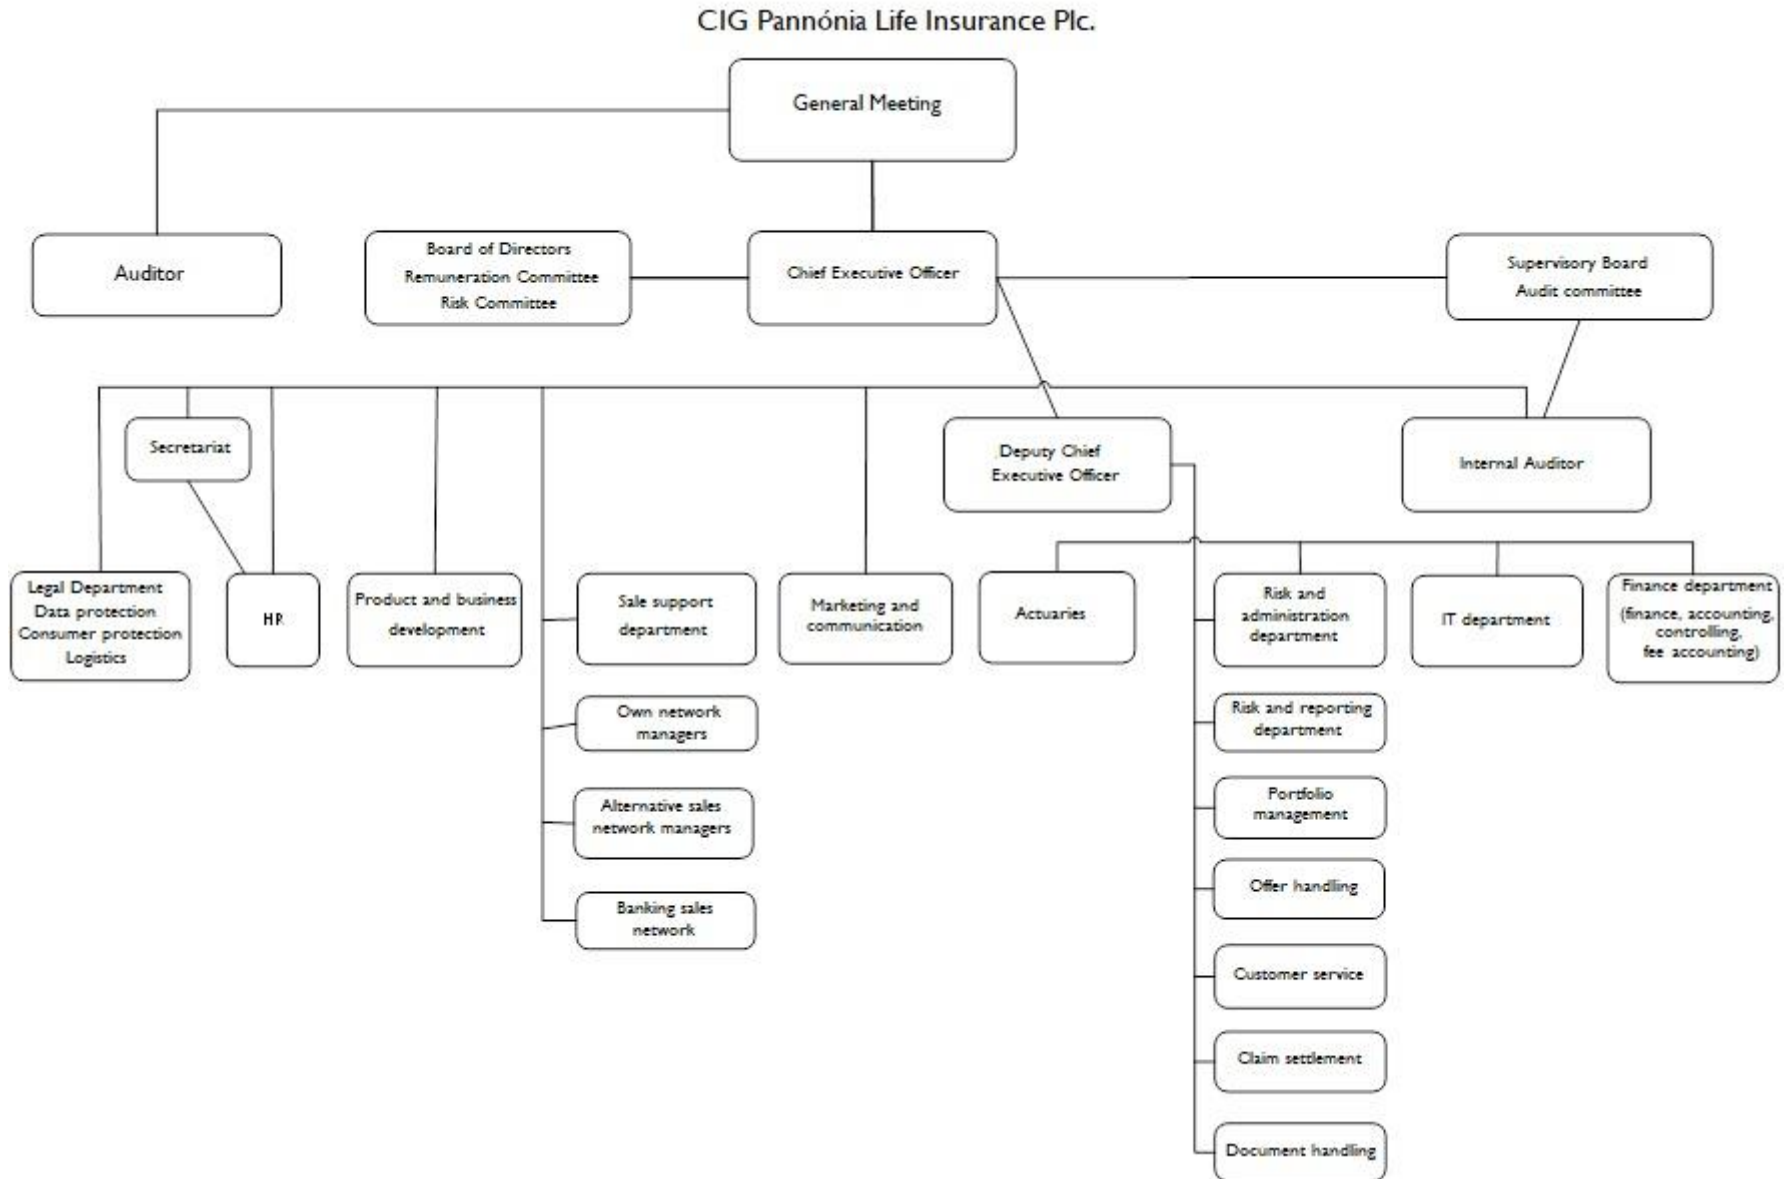 CIG Pannónia Life Insurance Plc.
General Meeting
Auditor
Board of Directors
Remuneration Committee
Risk Committee
Chief Executive Officer
Supervisory Board
Audit committee
Secretariat
Deputy Chief
Executive Officer
Internal Auditor
Legal Department
Data protection
Consumer protection
Logistics
HR
Product and business
development
Sale support
department
Marketing and
communication
Actuaries
Risk and
administration
department
IT department
Finance department
(finance, accounting,
controlling,
fee accounting)
Own network
managers
Risk and reporting
department
Alternative sales
network managers
Portfolio
management
Banking sales
network
Offer handling
Customer service
Claim settlement
Document handling